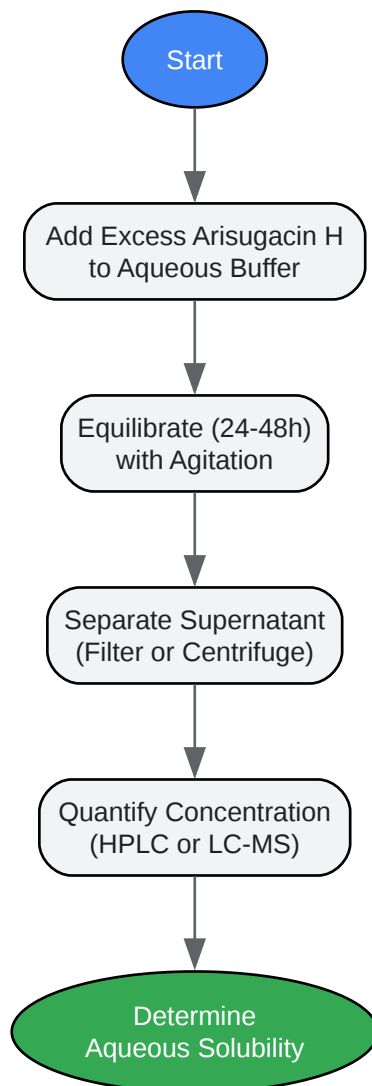 Start
Add Excess Arisugacin H
to Aqueous Buffer
Equilibrate (24-48h)
with Agitation
Separate Supernatant
(Filter or Centrifuge)
Quantify Concentration
(HPLC or LC-MS)
Determine
Aqueous Solubility